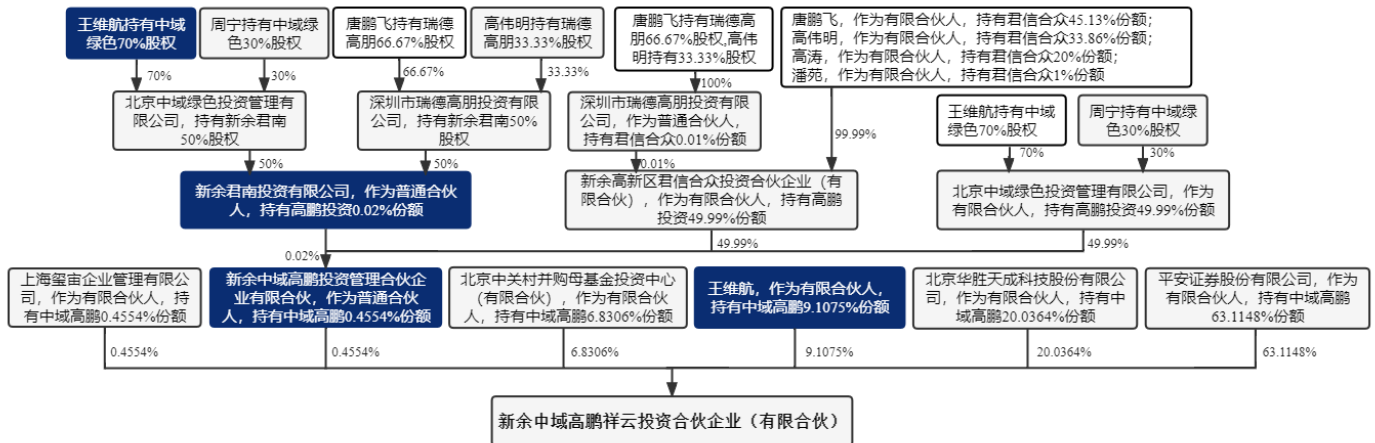 王维航持有中域
绿色70%股权
周宁持有中域绿
色30%股权
唐鹏飞持有瑞德
高朋66.67%股权
高伟明持有瑞德
高朋33.33%股权
唐鹏飞持有瑞德高
朋66.67%股权,高伟
明持有33.33%股权
唐鹏飞，作为有限合伙人，持有君信合众45.13%份额；
高伟明，作为有限合伙人，持有君信合众33.86%份额；
高涛，作为有限合伙人，持有君信合众20%份额；
潘苑，作为有限合伙人，持有君信合众1%份额
70%
30%
66.67%
33.33%
100%
99.99%
北京中域绿色投资管理有
限公司，持有新余君南
50%股权
深圳市瑞德高朋投资有限
公司，持有新余君南50%
股权
深圳市瑞德高朋投资有限
公司，作为普通合伙人，
持有君信合众0.01%份额
王维航持有中域
绿色70%股权
周宁持有中域绿
色30%股权
50%
50%
0.01%
70%
30%
新余君南投资有限公司，作为普通合伙
人，持有高鹏投资0.02%份额
新余高新区君信合众投资合伙企业（有
限合伙），作为有限合伙人，持有高鹏
投资49.99%份额
北京中域绿色投资管理有限公司，作为
有限合伙人，持有高鹏投资49.99%份额
0.02%
49.99%
49.99%
上海玺宙企业管理有限公
司，作为有限合伙人，持
有中域高鹏0.4554%份额
新余中域高鹏投资管理合伙企
业有限合伙，作为普通合伙
人，持有中域高鹏0.4554%份额
北京中关村并购母基金投资中心
（有限合伙），作为有限合伙
人，持有中域高鹏6.8306%份额
王维航，作为有限合伙人，
持有中域高鹏9.1075%份额
北京华胜天成科技股份有限公
司，作为有限合伙人，持有中
域高鹏20.0364%份额
平安证券股份有限公司，作为
有限合伙人，持有中域高鹏
63.1148%份额
0.4554%
0.4554%
6.8306%
9.1075%
20.0364%
63.1148%
新余中域高鹏祥云投资合伙企业（有限合伙）